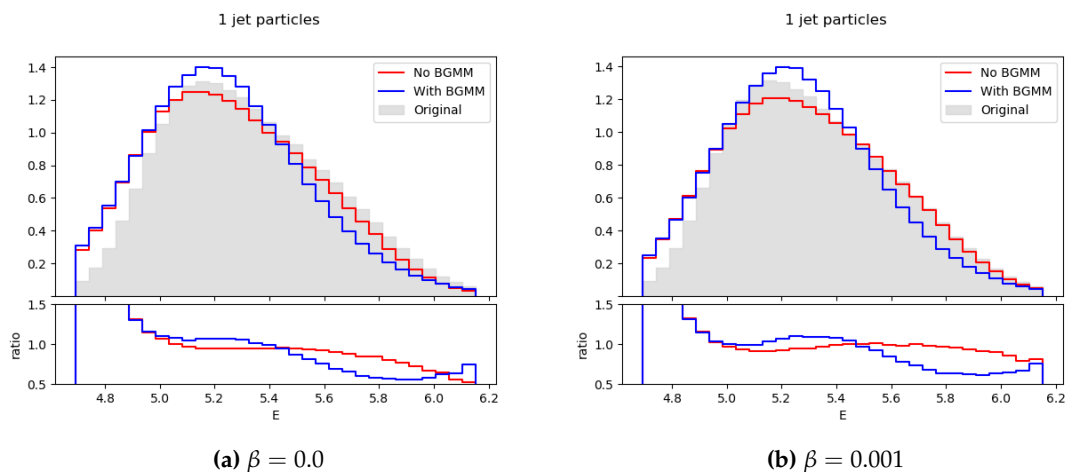 1 jet particles
1.4
1.2
1.0
0.8
0.6
0.4
0.2
No BGMM
With BGMM
Original
1.5
1.0
0.5
ratio
4.8 5.0 5.2 5.4 5.6 5.8 6.0 6.2
E
(a) β = 0.0
1 jet particles
1.4
1.2
1.0
0.8
0.6
0.4
0.2
No BGMM
With BGMM
Original
1.5
1.0
0.5
ratio
4.8 5.0 5.2 5.4 5.6 5.8 6.0 6.2
E
(b) β = 0.001